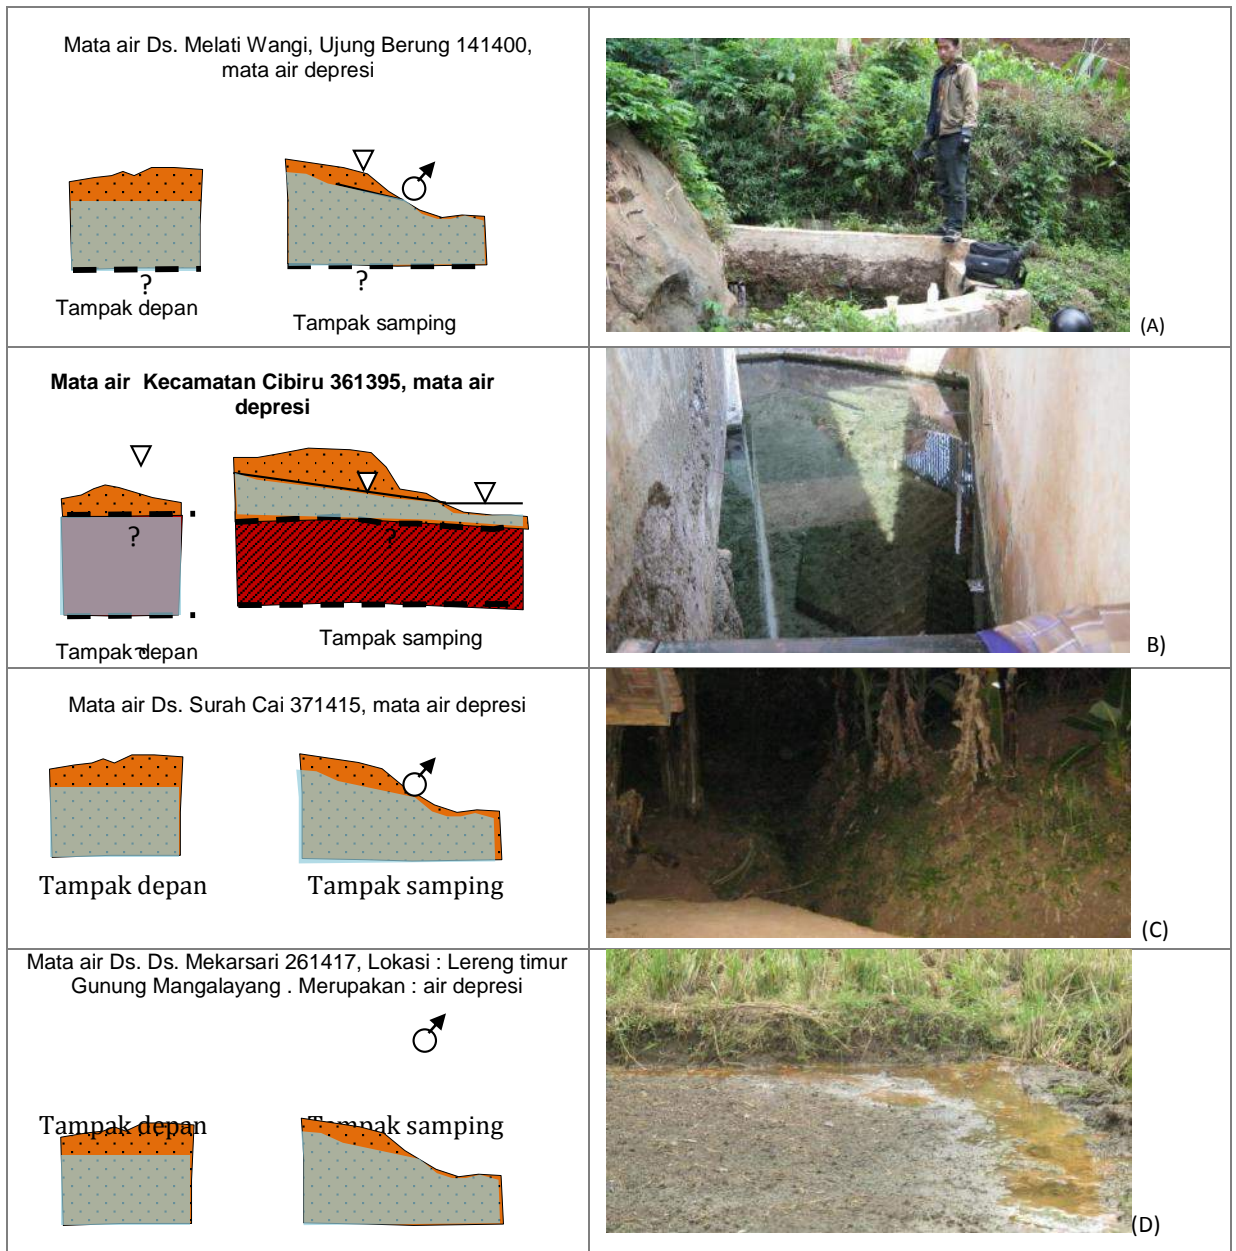 Mata air Ds. Melati Wangi, Ujung Berung 141400,
mata air depresi
?
?
Tampak depan
Tampak samping
(A)
Mata air Kecamatan Cibiru 361395, mata air
depresi
?
?
Tampak depan
Tampak samping
B)
Mata air Ds. Surah Cai 371415, mata air depresi
Tampak depan
Tampak samping
(C)
Mata air Ds. Ds. Mekarsari 261417, Lokasi : Lereng timur
Gunung Mangalayang . Merupakan : air depresi
Tampak depan
Tampak samping
(D)